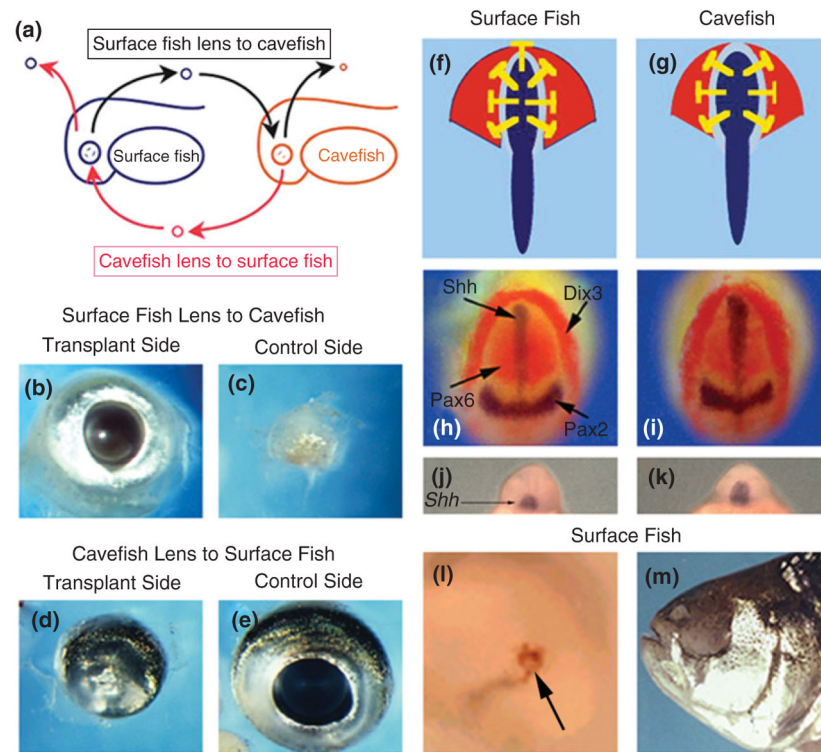 (a)
Surface fish lens to cavefish
Surface fish
Cavefish
Cavefish lens to surface fish
Surface Fish Lens to Cavefish
Transplant Side
Control Side
(b)
(c)
Cavefish Lens to Surface Fish
Transplant Side
Control Side
(d)
(e)
Surface Fish
Cavefish
(f)
(g)
Shh
Dix3
Pax6
Pax2
(h)
(i)
(j)
(k)
Shh
Surface Fish
(l)
(m)